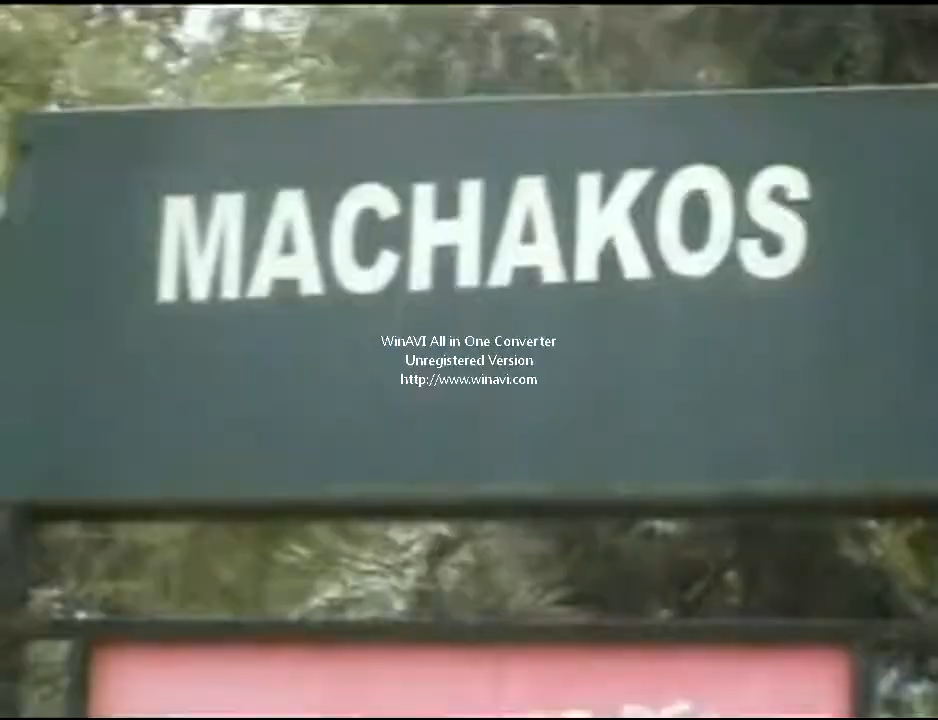 MACHAKOS
WinAVI All in One Converter
Unregistered Version
http://www.winavi.com